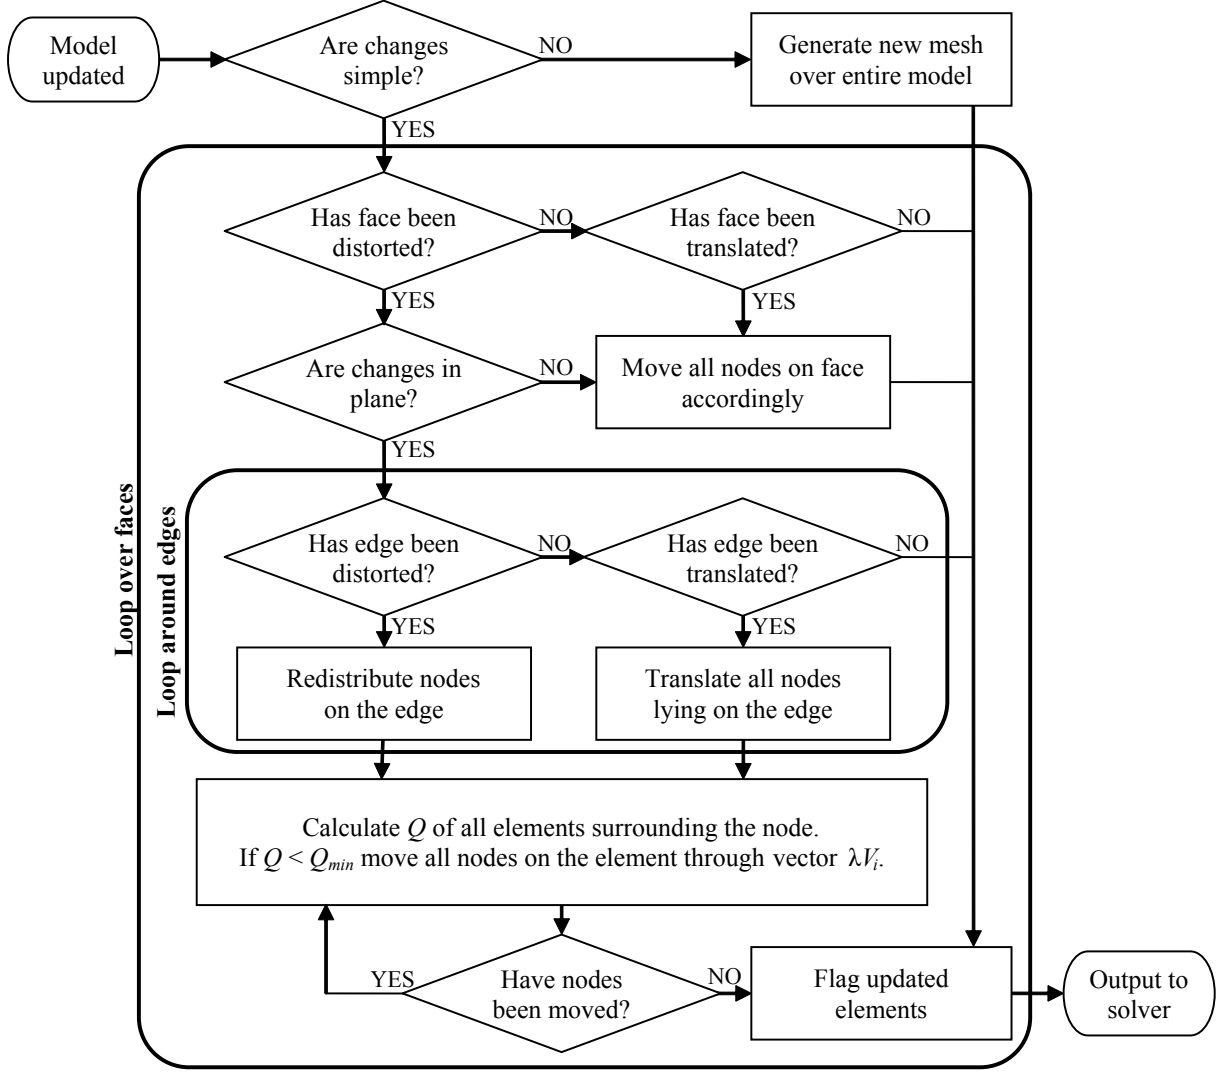 Model
updated
Are changes
simple?
NO
Generate new mesh
over entire model
YES
Has face been
distorted?
NO
Has face been
translated?
NO
YES
YES
Are changes in
plane?
NO
Move all nodes on face
accordingly
YES
Loop over faces
Loop around edges
Has edge been
distorted?
NO
Has edge been
translated?
NO
YES
YES
Redistribute nodes
on the edge
Translate all nodes
lying on the edge
Calculate Q of all elements surrounding the node.
If Q < Qmin move all nodes on the element through vector λVi.
YES
Have nodes
been moved?
NO
Flag updated
elements
Output to
solver